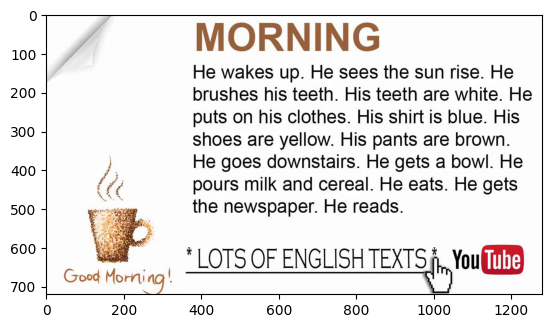 MORNING
He wakes up. He sees the sun rise. He
brushes his teeth. His teeth are white. He
puts on his clothes. His shirt is blue. His
shoes are yellow. His pants are brown.
He goes downstairs. He gets a bowl. He
pours milk and cereal. He eats. He gets
the newspaper. He reads.
* LOTS OF ENGLISH TEXTS *
YouTube
Good Morning!
0
100
200
300
400
500
600
700
0 200 400 600 800 1000 1200